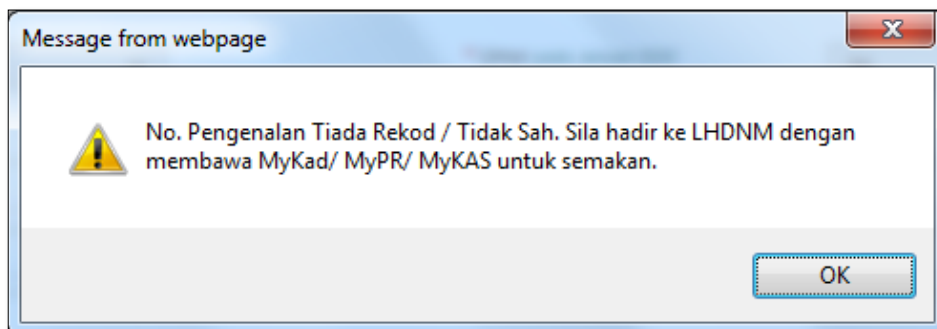 Message from webpage
No. Pengenalan Tiada Rekod / Tidak Sah. Sila hadir ke LHDNM dengan
membawa MyKad/ MyPR/ MyKAS untuk semakan.
OK